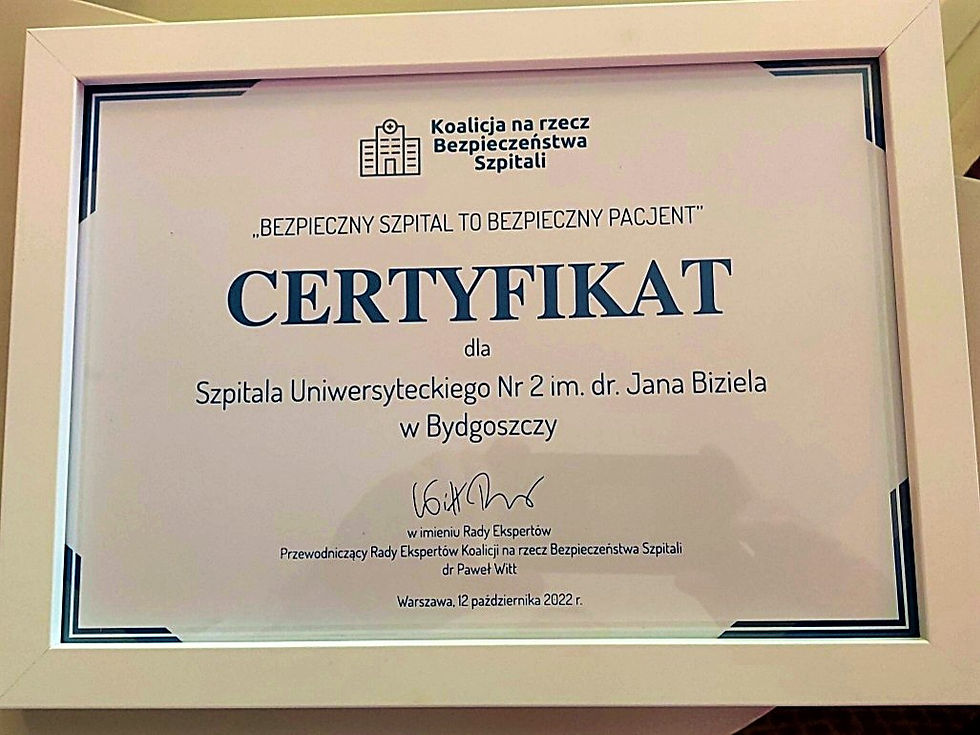 Koalicja na rzecz
Bezpieczeństwa
Szpitali
„BEZPIECZNY SZPITAL TO BEZPIECZNY PACJENT”
CERTYFIKAT
dla
Szpitala Uniwersyteckiego Nr 2 im. dr. Jana Biziela
w Bydgoszczy
Witt P
w imieniu Rady Ekspertów
Przewodniczący Rady Ekspertów Koalicji na rzecz Bezpieczeństwa Szpitali
dr Paweł Witt
Warszawa, 12 października 2022 r.